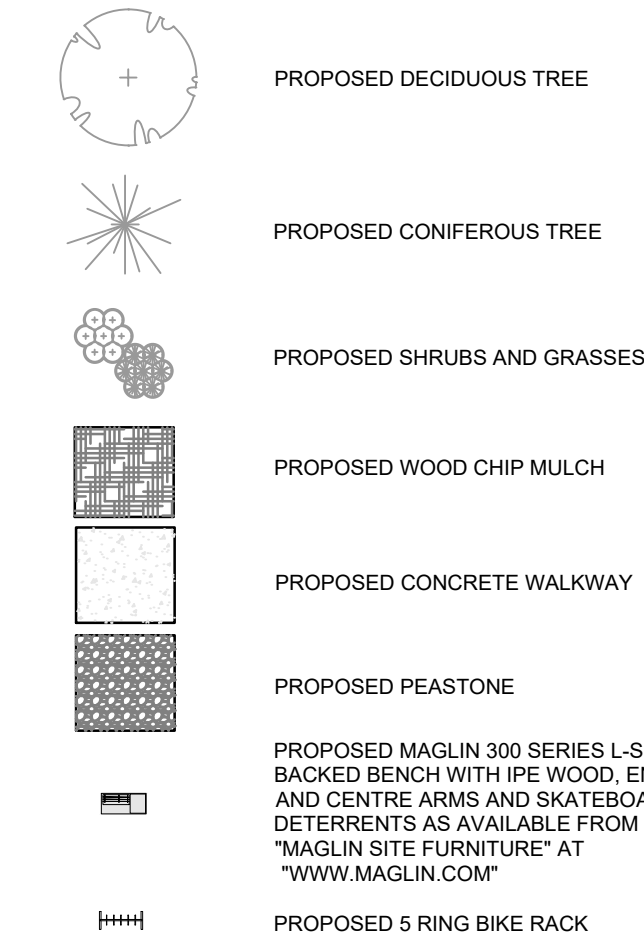 PROPOSED DECIDUOUS TREE
PROPOSED CONIFEROUS TREE
PROPOSED SHRUBS AND GRASSES
PROPOSED WOOD CHIP MULCH
PROPOSED CONCRETE WALKWAY
PROPOSED PEASTONE
PROPOSED MAGLIN 300 SERIES
BACKED BENCH WITH IPE WOOD,
AND CENTRE ARMS AND
DETERRENTS AS AVAILABLE FROM
"MAGLIN SITE FURNITURE" AT
"WWW.MAGLIN.COM"
PROPOSED 5 RING BIKE RACK